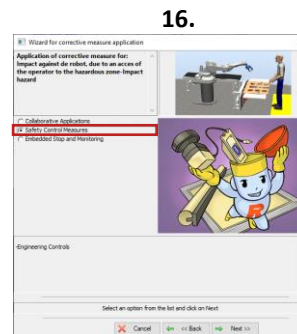 16.
Wizard for corrective measure application
Application of corrective measure for:
Impact against de robot, due to an acces of
the operator to the hazardous zone-Impact
hazard
Collaborative Applications
Safety Control Measures
Embedded Stop and Monitoring
R
-Engineering Controls
Select an option from the list and click on Next
Cancel
<< Back
Next >>